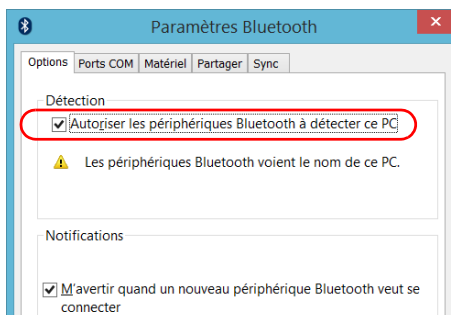 Paramètres Bluetooth
Options Ports COM Matériel Partager Sync
Détection
Autoriser les périphériques Bluetooth à détecter ce PC
Les périphériques Bluetooth voient le nom de ce PC.
Notifications
M'avertir quand un nouveau périphérique Bluetooth veut se
connecter